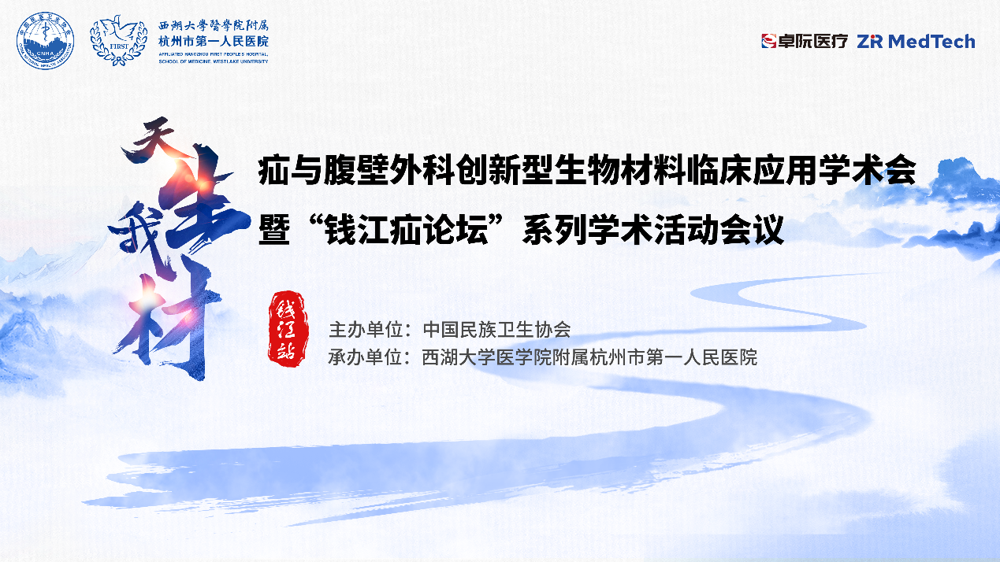 CNHA
FIRST
西湖大學醫學院附属
杭州市第一人民医院
AFFILIATED HANGZHOU FIRST PEOPLE'S HOSPITAL,
SCHOOL OF MEDICINE, WESTLAKE UNIVERSITY
卓阮医疗 ZR MedTech
天生我材
疝与腹壁外科创新型生物材料临床应用学术会
暨“钱江疝论坛”系列学术活动会议
钱江站
主办单位：中国民族卫生协会
承办单位：西湖大学医学院附属杭州市第一人民医院